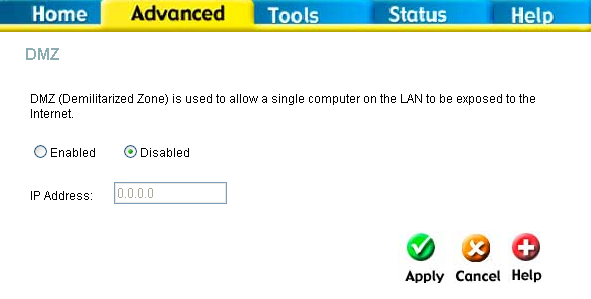 Home Advanced Tools Status Help
DMZ
DMZ (Demilitarized Zone) is used to allow a single computer on the LAN to be exposed to the
Internet.
Enabled Disabled
IP Address: 0.0.0.0
Apply Cancel Help